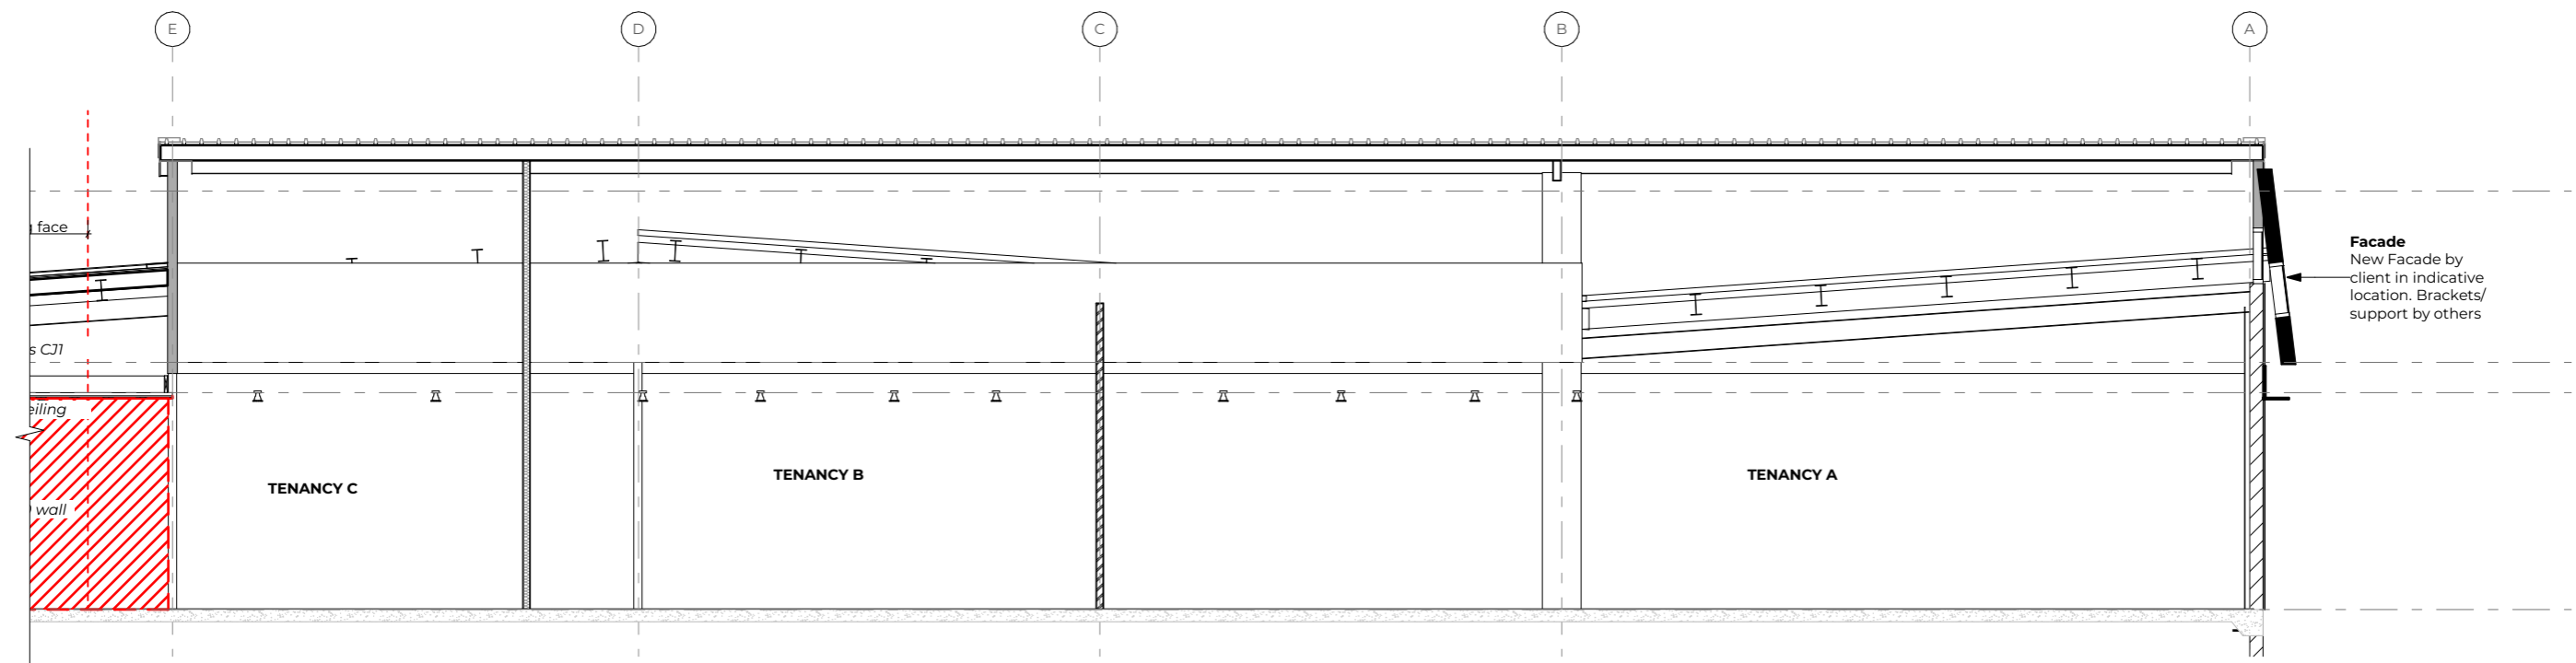 E
D
C
B
A
face
Facade
New Facade by
client in indicative
location. Brackets/
support by others
s CJ1
eiling
wall
TENANCY C
TENANCY B
TENANCY A